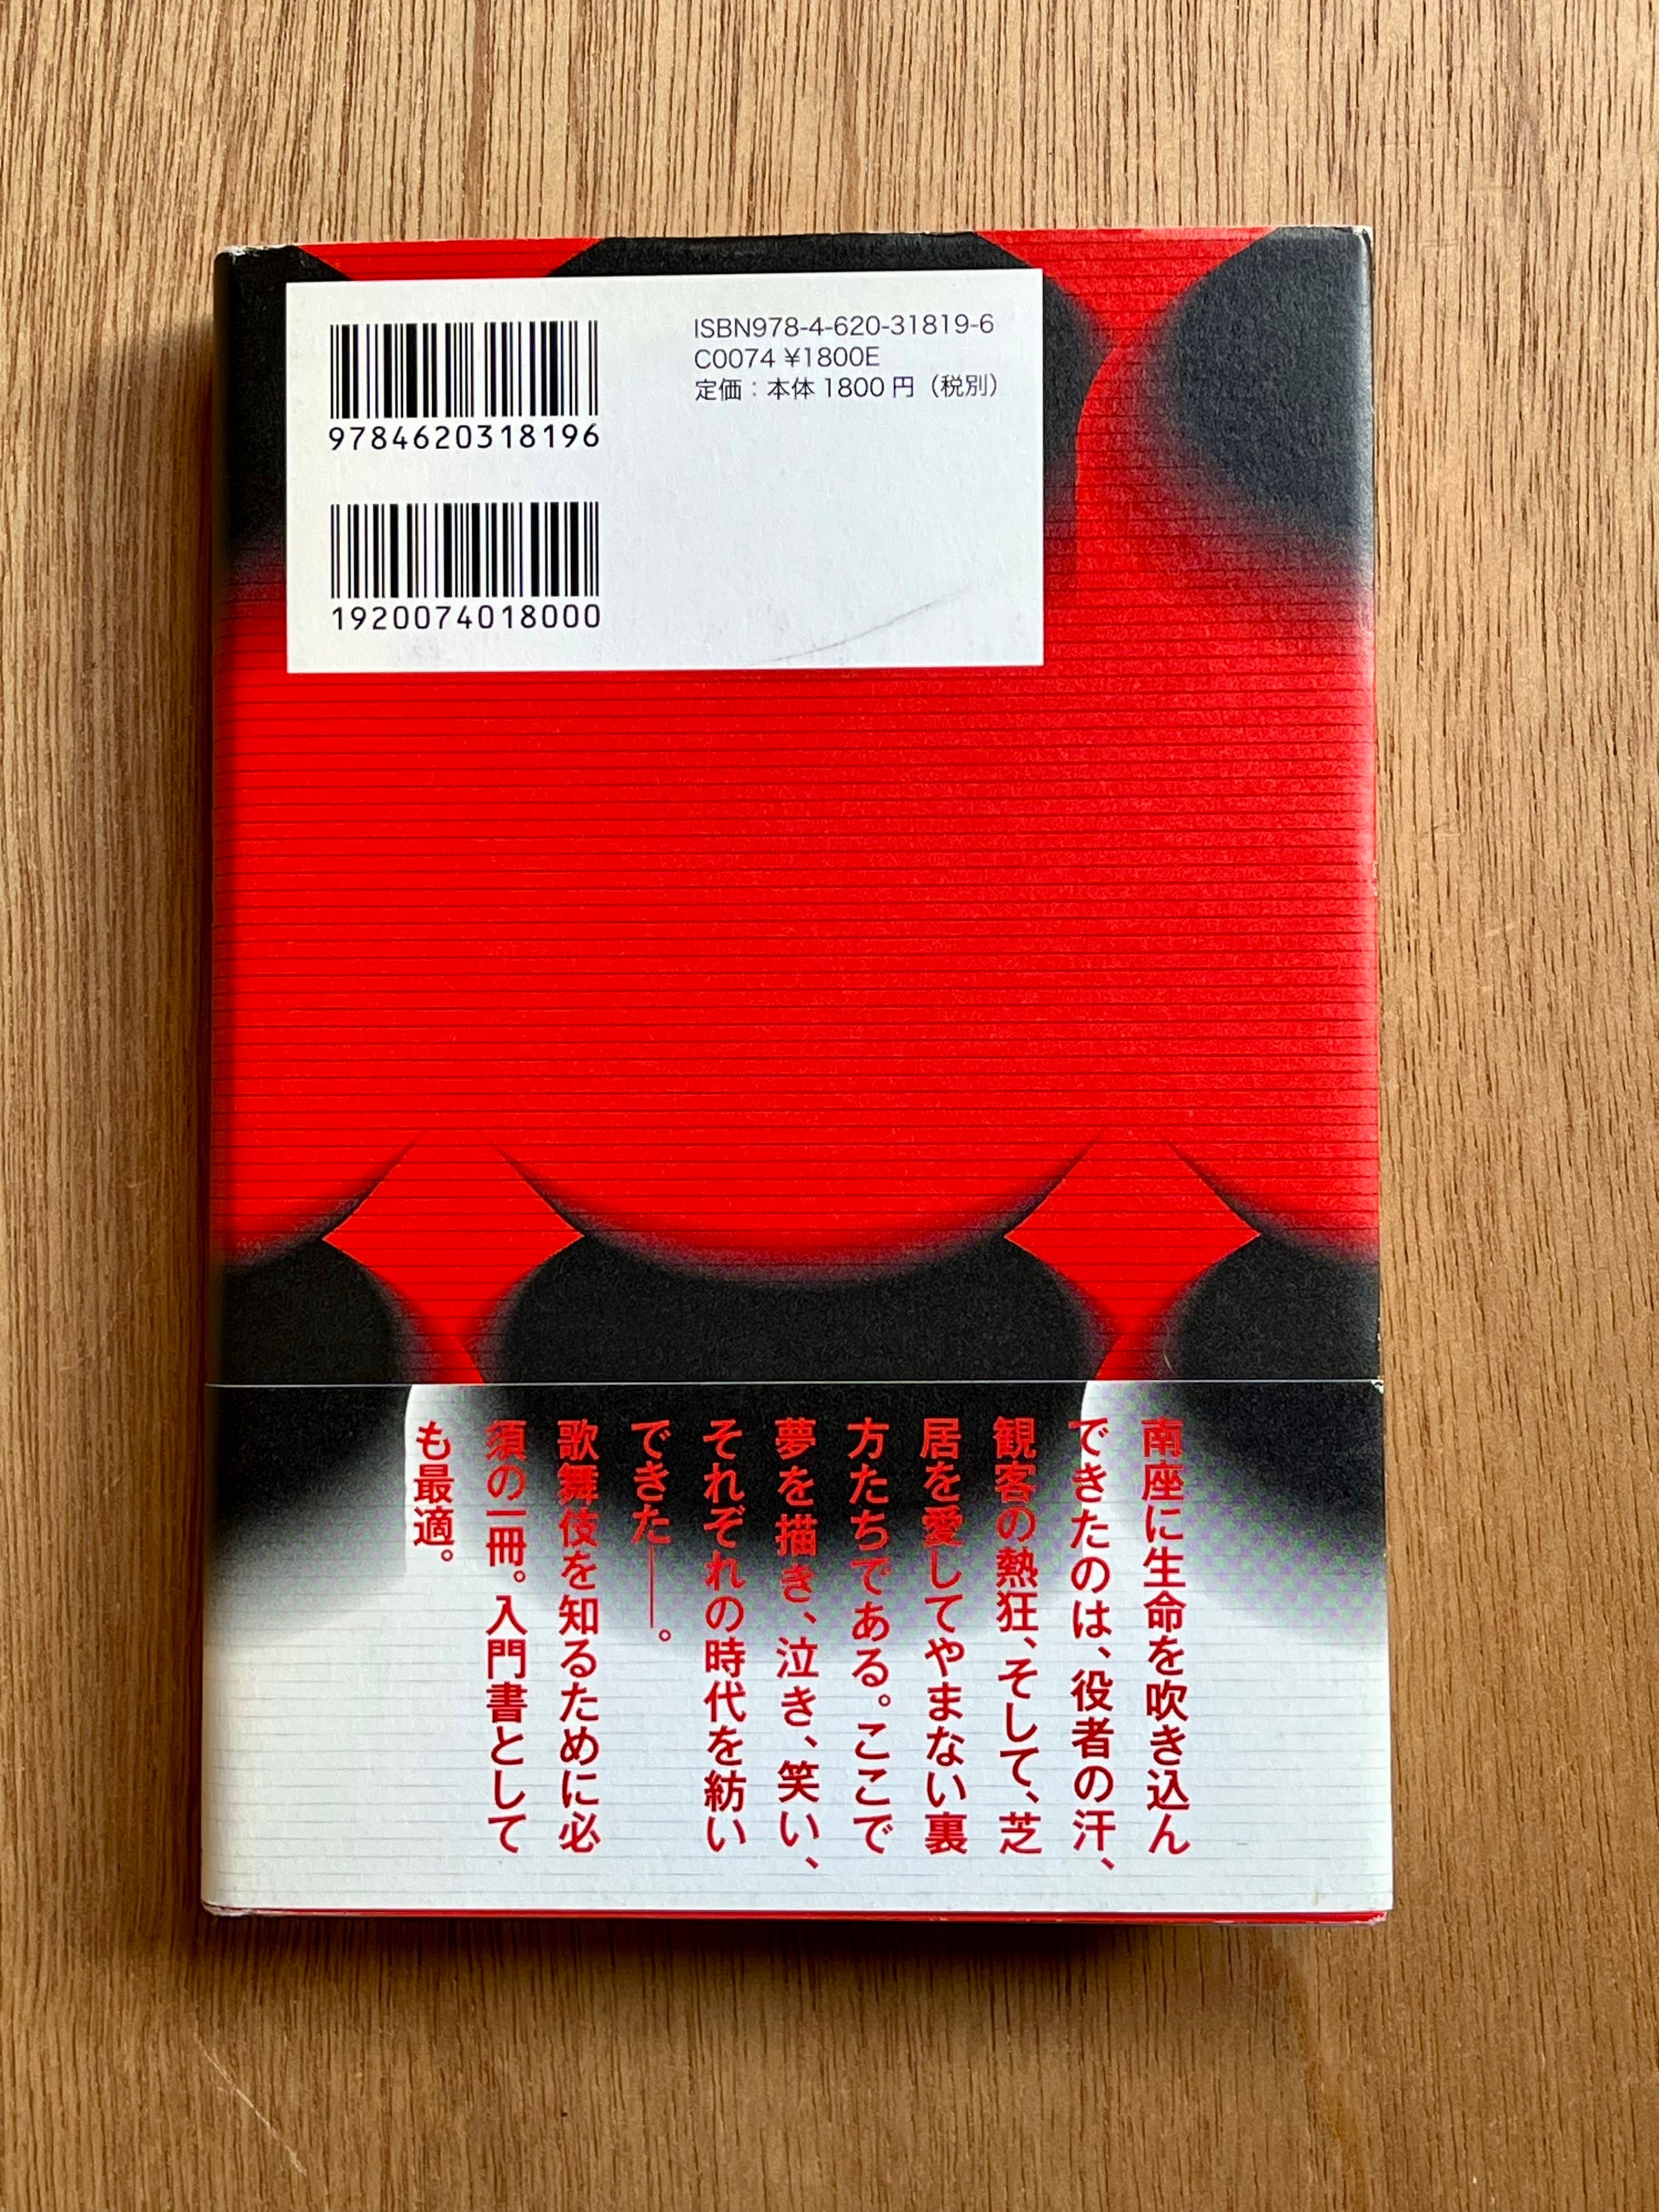 ISBN978-4-620-31819-6
C0074 ¥1800E
定価：本体1800円（税別）
9784620318196
1920074018000
南座に生命を吹き込ん
できたのは、役者の汗、
観客の熱狂、そして、芝
居を愛してやまない裏
方たちである。ここで
夢を描き、泣き、笑い、
それぞれの時代を紡い
できた――。
歌舞伎を知るために必
須の一冊。入門書として
も最適。